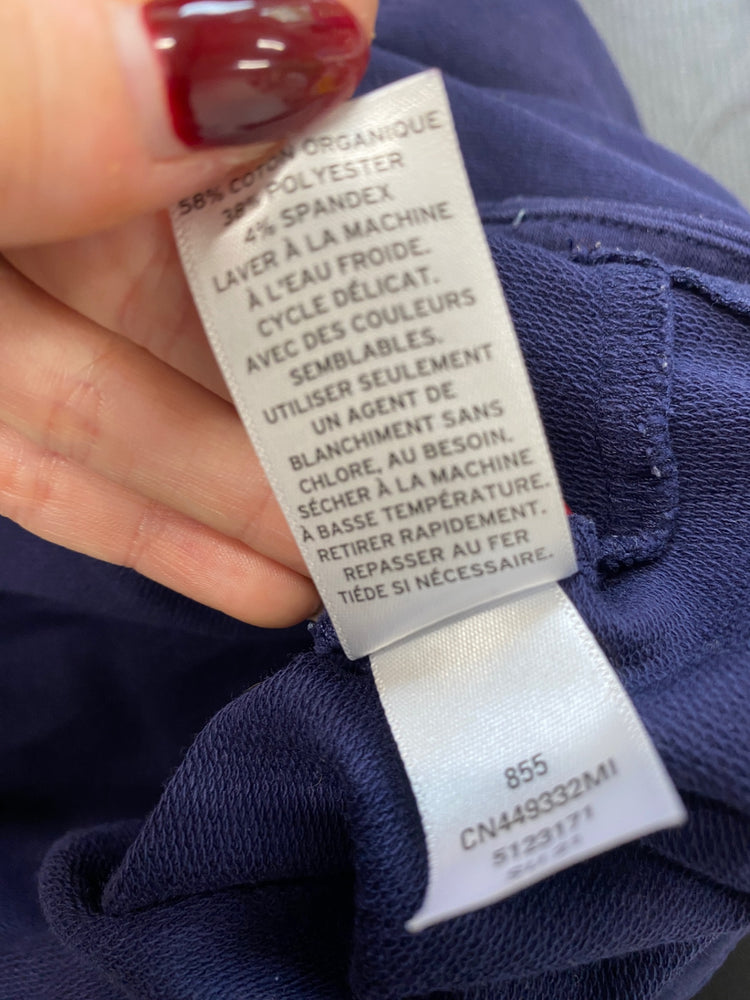 58% COTON ORGANIQUE
38% POLYESTER
4% SPANDEX
LAVER À LA MACHINE
À L'EAU FROIDE.
CYCLE DÉLICAT.
AVEC DES COULEURS
SEMBLABLES.
UTILISER SEULEMENT
UN AGENT DE
BLANCHIMENT SANS
CHLORE, AU BESOIN.
SÉCHER À LA MACHINE
À BASSE TEMPÉRATURE.
RETIRER RAPIDEMENT.
REPASSER AU FER
TIÉDE SI NÉCESSAIRE.
855
CN449332MI
5123171